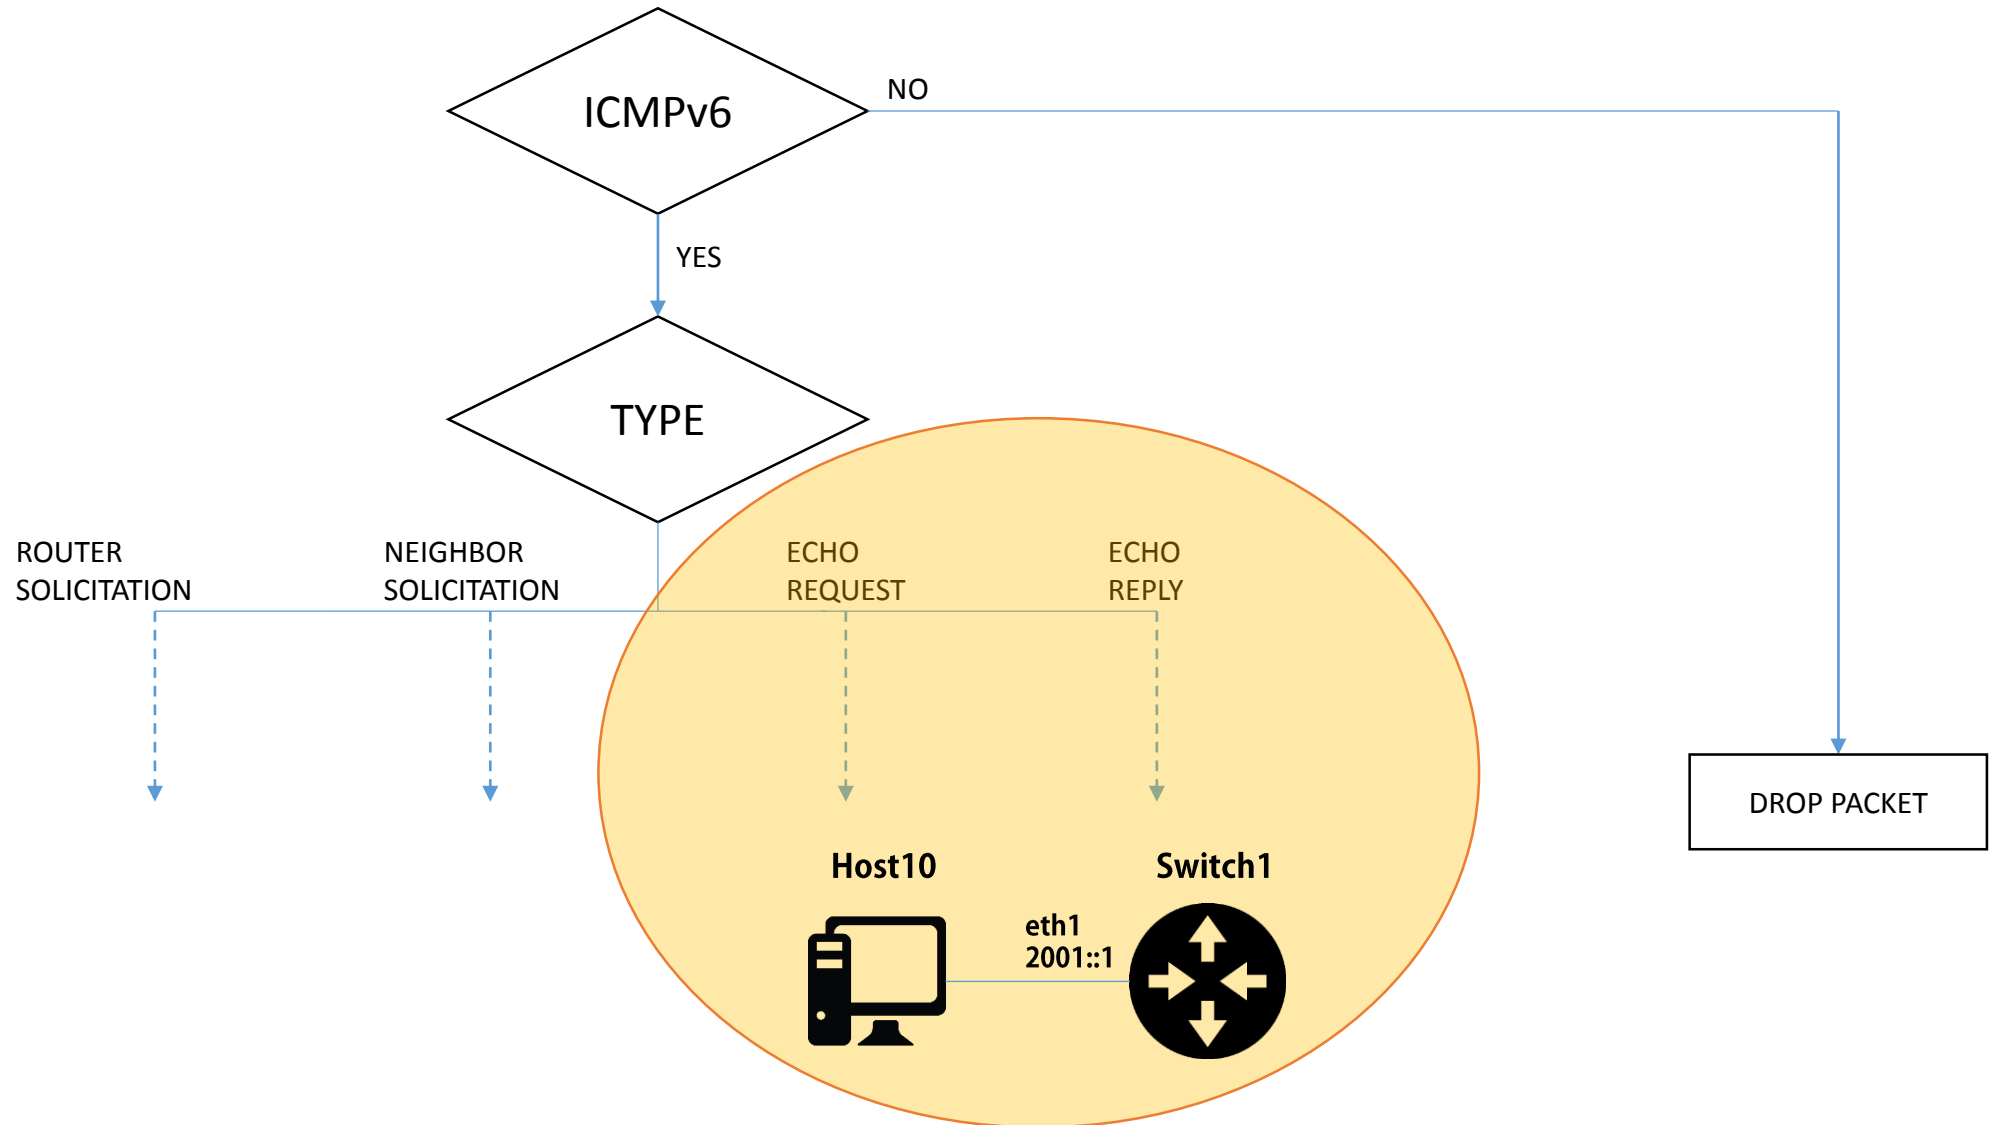 ICMPv6
NO
YES
TYPE
ROUTER
SOLICITATION
NEIGHBOR
SOLICITATION
ECHO
REQUEST
ECHO
REPLY
DROP PACKET
Host10
Switch1
eth1
2001::1